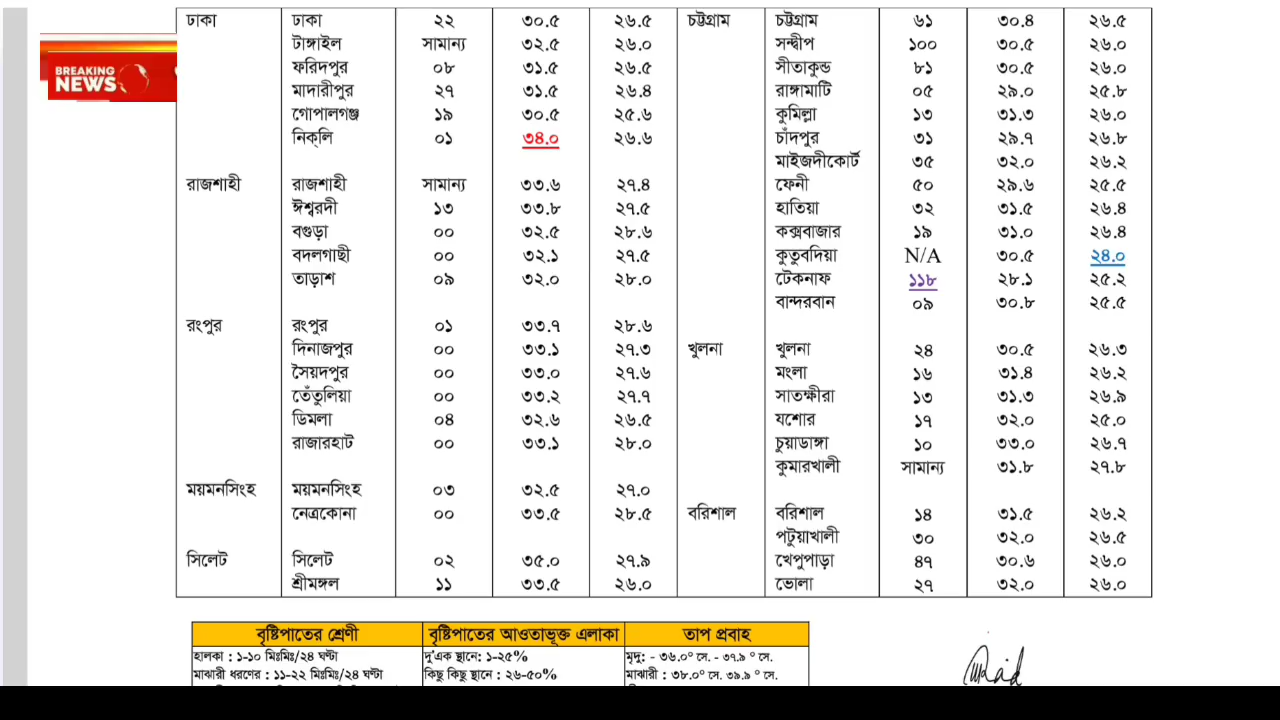 ঢাকা ঢাকা ২২ ৩০.৫ ২৬.৫ চট্টগ্রাম চট্টগ্রাম ৬১ ৩০.৪ ২৬.৫
টাঙ্গাইল সামান্য ৩২.৫ ২৬.০ সন্দ্বীপ ১০০ ৩০.৫ ২৬.০
ফরিদপুর ০৮ ৩১.৫ ২৬.৫ সীতাকুন্ড ৮১ ৩০.৫ ২৬.০
BREAKING NEWS
মাদারীপুর ২৭ ৩১.৫ ২৬.৪ রাঙ্গামাটি ০৫ ২৯.০ ২৫.৮
গোপালগঞ্জ ১৯ ৩০.৫ ২৫.৬ কুমিল্লা ১৩ ৩১.৩ ২৬.০
নিক্‌লি ০১ ৩৪.০ ২৬.৬ চাঁদপুর ৩১ ২৯.৭ ২৬.৮
মাইজদীকোর্ট ৩৫ ৩২.০ ২৬.২
রাজশাহী রাজশাহী সামান্য ৩৩.৬ ২৭.৪ ফেনী ৫০ ২৯.৬ ২৫.৫
ঈশ্বরদী ১৩ ৩৩.৮ ২৭.৫ হাতিয়া ৩২ ৩১.৫ ২৬.৪
বগুড়া ০০ ৩২.৫ ২৮.৬ কক্সবাজার ১৯ ৩১.০ ২৬.৪
বদলগাছী ০০ ৩২.১ ২৭.৫ কুতুবদিয়া N/A ৩০.৫ ২৪.০
তাড়াশ ০৯ ৩২.০ ২৮.০ টেকনাফ ১১৮ ২৮.১ ২৫.২
বান্দরবান ০৯ ৩০.৮ ২৫.৫
রংপুর রংপুর ০১ ৩৩.৭ ২৮.৬
দিনাজপুর ০০ ৩৩.১ ২৭.৩ খুলনা খুলনা ২৪ ৩০.৫ ২৬.৩
সৈয়দপুর ০০ ৩৩.০ ২৭.৬ মংলা ১৬ ৩১.৪ ২৬.২
তেঁতুলিয়া ০০ ৩৩.২ ২৭.৭ সাতক্ষীরা ১৩ ৩১.৩ ২৬.৯
ডিমলা ০৪ ৩২.৬ ২৬.৫ যশোর ১৭ ৩২.০ ২৫.০
রাজারহাট ০০ ৩৩.১ ২৮.০ চুয়াডাঙ্গা ১০ ৩৩.০ ২৬.৭
কুমারখালী সামান্য ৩১.৮ ২৭.৮
ময়মনসিংহ ময়মনসিংহ ০৩ ৩২.৫ ২৭.০
নেত্রকোনা ০০ ৩৩.৫ ২৮.৫ বরিশাল বরিশাল ১৪ ৩১.৫ ২৬.২
পটুয়াখালী ৩০ ৩২.০ ২৬.৫
সিলেট সিলেট ০২ ৩৫.০ ২৭.৯ খেপুপাড়া ৪৭ ৩০.৬ ২৬.০
শ্রীমঙ্গল ১১ ৩৩.৫ ২৬.০ ভোলা ২৭ ৩২.০ ২৬.০
বৃষ্টিপাতের শ্রেণী বৃষ্টিপাতের আওতাভূক্ত এলাকা তাপ প্রবাহ
হালকা : ১-১০ মিঃমিঃ/২৪ ঘণ্টা দু'এক স্থানে: ১-২৫% মৃদু: - ৩৬.০° সে. - ৩৭.৯ ° সে.
মাঝারী ধরণের : ১১-২২ মিঃমিঃ/২৪ ঘণ্টা কিছু কিছু স্থানে : ২৬-৫০% মাঝারী : ৩৮.০° সে. ৩৯.৯ ° সে.